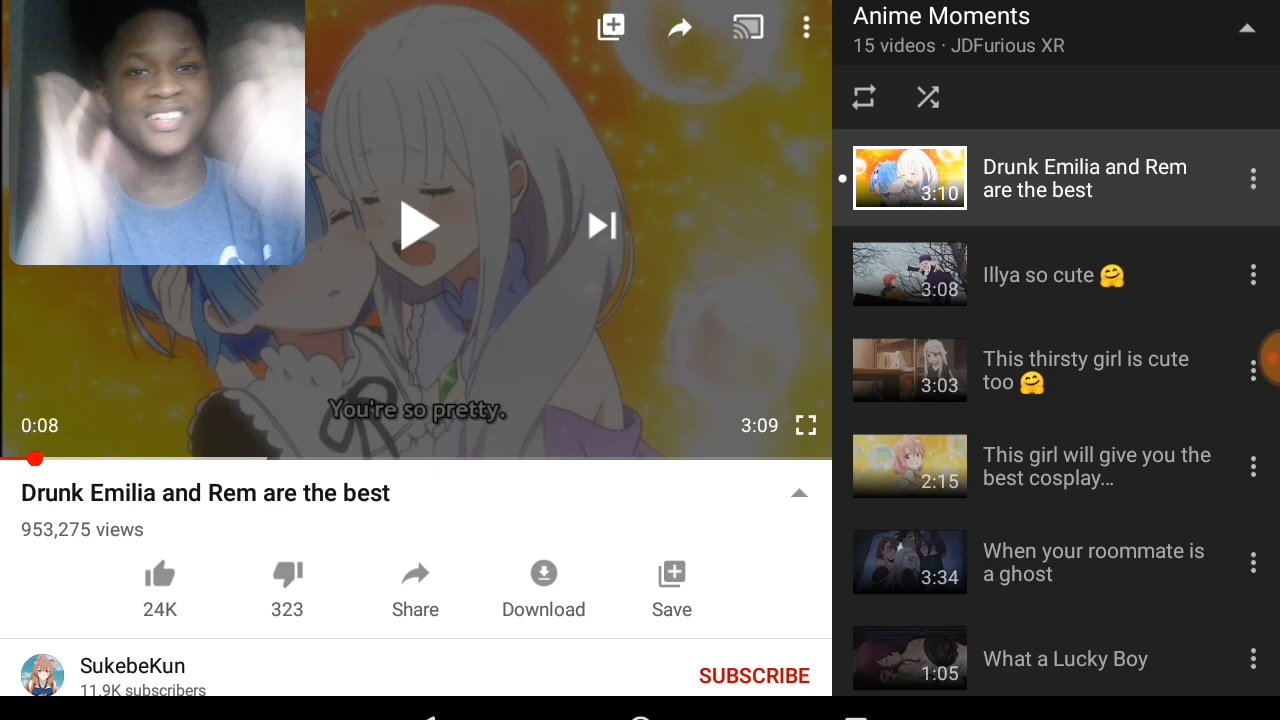 You're so pretty.
0:08
3:09
Drunk Emilia and Rem are the best
953,275 views
24K
323
Share
Download
Save
SukebeKun
11.9K subscribers
SUBSCRIBE
Anime Moments
15 videos · JDFurious XR
3:10
Drunk Emilia and Rem
are the best
3:08
Illya so cute 🤗
3:03
This thirsty girl is cute
too 🤗
2:15
This girl will give you the
best cosplay...
3:34
When your roommate is
a ghost
1:05
What a Lucky Boy